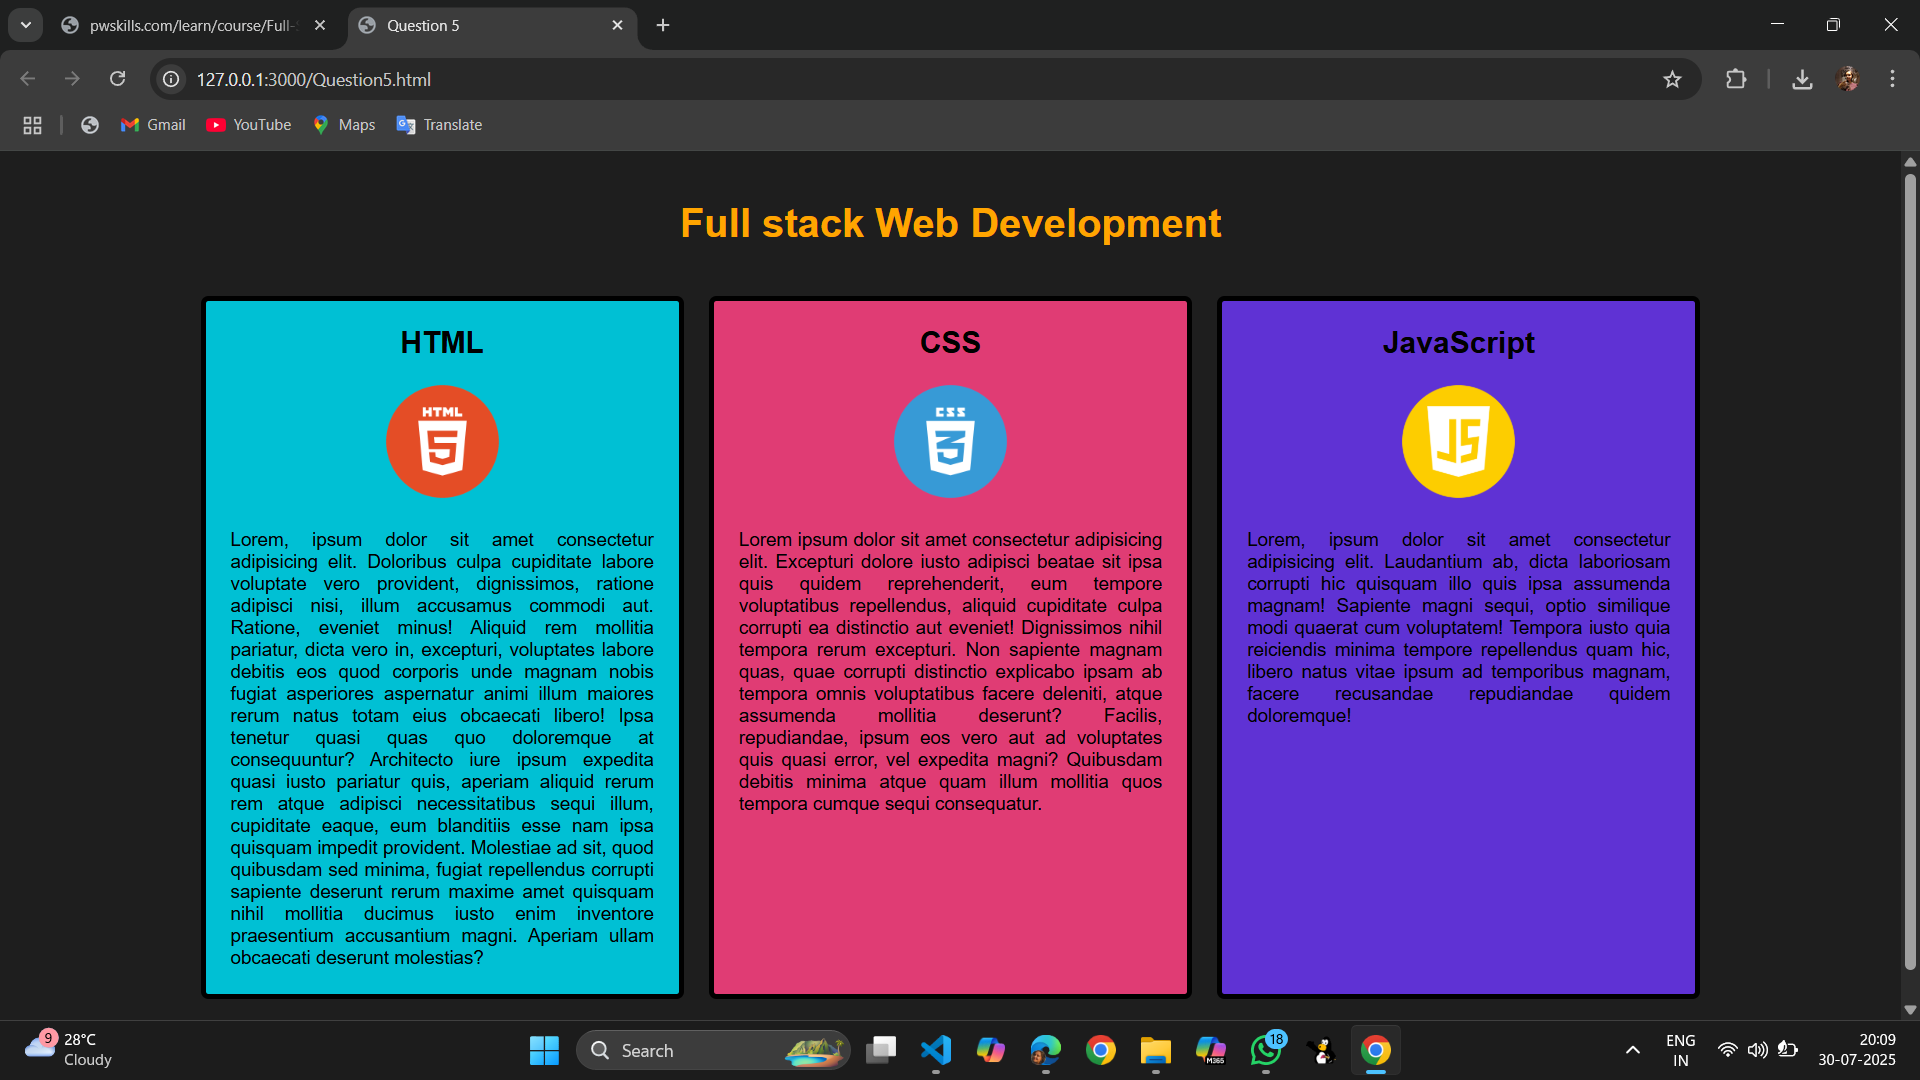 pwskills.com/learn/course/Full-S
Question 5
127.0.0.1:3000/Question5.html
Gmail
YouTube
Maps
Translate
Full stack Web Development
HTML
HTML
5
Lorem, ipsum dolor sit amet consectetur
adipisicing elit. Doloribus culpa cupiditate labore
voluptate vero provident, dignissimos, ratione
adipisci nisi, illum accusamus commodi aut.
Ratione, eveniet minus! Aliquid rem mollitia
pariatur, dicta vero in, excepturi, voluptates labore
debitis eos quod corporis unde magnam nobis
fugiat asperiores aspernatur animi illum maiores
rerum natus totam eius obcaecati libero! Ipsa
tenetur quasi quas quo doloremque at
consequuntur? Architecto iure ipsum expedita
quasi iusto pariatur quis, aperiam aliquid rerum
rem atque adipisci necessitatibus sequi illum,
cupiditate eaque, eum blanditiis esse nam ipsa
quisquam impedit provident. Molestiae ad sit, quod
quibusdam sed minima, fugiat repellendus corrupti
sapiente deserunt rerum maxime amet quisquam
nihil mollitia ducimus iusto enim inventore
praesentium accusantium magni. Aperiam ullam
obcaecati deserunt molestias?
CSS
CSS
3
Lorem ipsum dolor sit amet consectetur adipisicing
elit. Excepturi dolore iusto adipisci beatae sit ipsa
quis quidem reprehenderit, eum tempore
voluptatibus repellendus, aliquid cupiditate culpa
corrupti ea distinctio aut eveniet! Dignissimos nihil
tempora rerum excepturi. Non sapiente magnam
quas, quae corrupti distinctio explicabo ipsam ab
tempora omnis voluptatibus facere deleniti, atque
assumenda mollitia deserunt? Facilis,
repudiandae, ipsum eos vero aut ad voluptates
quis quasi error, vel expedita magni? Quibusdam
debitis minima atque quam illum mollitia quos
tempora cumque sequi consequatur.
JavaScript
JS
Lorem, ipsum dolor sit amet consectetur
adipisicing elit. Laudantium ab, dicta laboriosam
corrupti hic quisquam illo quis ipsa assumenda
magnam! Sapiente magni sequi, optio similique
modi quaerat cum voluptatem! Tempora iusto quia
reiciendis minima tempore repellendus quam hic,
libero natus vitae ipsum ad temporibus magnam,
facere recusandae repudiandae quidem
doloremque!
9
28°C
Cloudy
Search
M365
18
ENG
IN
20:09
30-07-2025